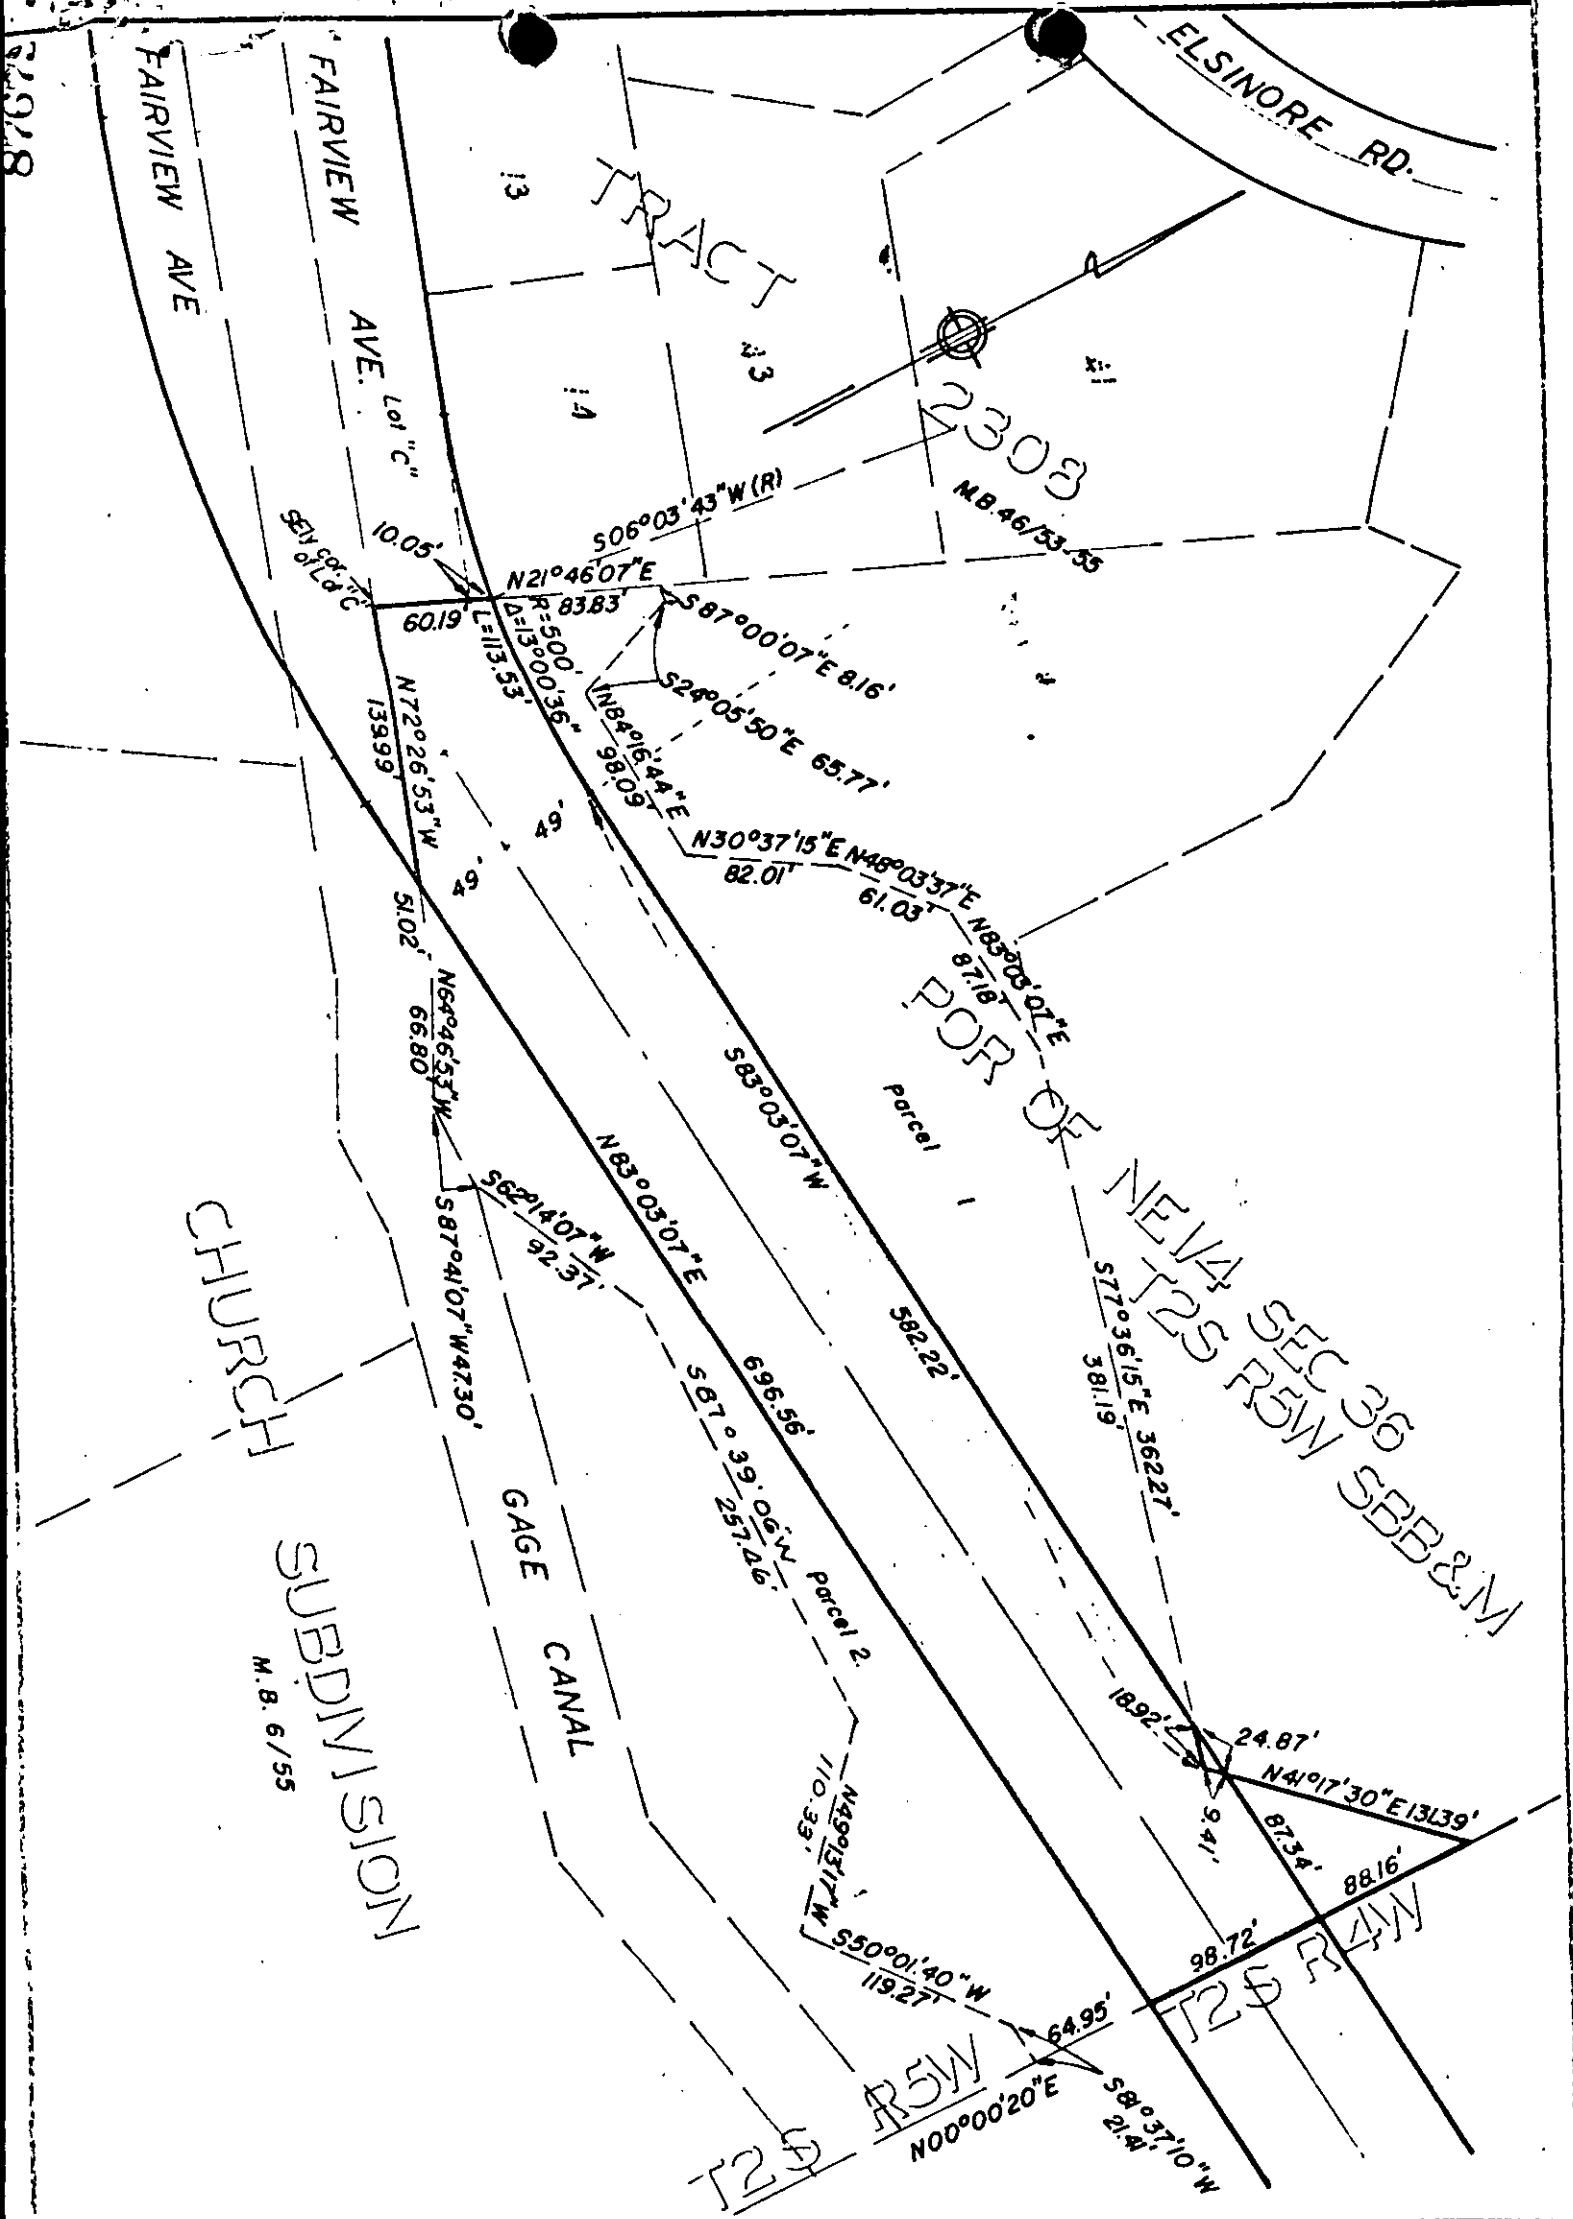 ELSINORE RD.
FAIRVIEW AVE
FAIRVIEW AVE. Lot "C"
13
TRACT
2308
M.B. 46/53-55
14
S06°03'43"W (R)
10.05'
SEly cor.
of Lot "C"
60.19'
N21°46'07"E
83.83'
R=500'
Δ=13°00'36"
L=113.53'
S87°00'07"E 8.16'
S24°05'50"E 65.77'
N84°16'44"E
98.09'
N72°26'53"W
139.99'
49'
49'
51.02'
N30°37'15"E
82.01'
N48°03'37"E
61.03'
N83°03'07"E
87.18'
N64°46'53"W
66.80'
POR OF NE1/4 SEC 36
T2S R5W SBB&M
Parcel 1
S83°03'07"W
582.22'
N83°03'07"E
696.56'
S62°14'07"W
92.37'
S87°41'07"W 47.30'
S77°36'15"E 362.27'
381.19'
S87°39'06"W
257.46'
Parcel 2
CHURCH
SUBDIVISION
M.B. 6/55
GAGE CANAL
18.92'
24.87'
N41°17'30"E 131.39'
9.41'
87.34'
88.16'
98.72'
N49°13'17"W
110.33'
S50°01'40"W
119.27'
64.95'
T2S R4W
T2S R5W
N00°00'20"E
S81°37'10"W
21.41'